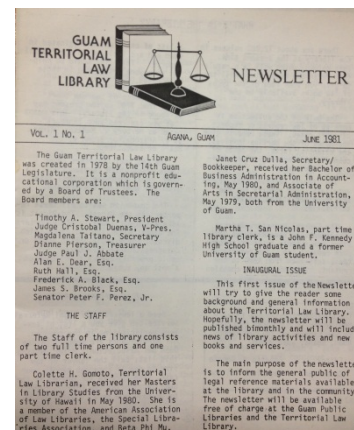 GUAM
TERRITORIAL
LAW
LIBRARY
NEWSLETTER
VOL. 1 NO. 1
AGANA, GUAM
JUNE 1981
The Guam Territorial Law Library
was created in 1978 by the 14th Guam
Legislature. It is a nonprofit edu-
cational corporation which is govern-
ed by a Board of Trustees. The
Board members are:
Timothy A. Stewart, President
Judge Cristobal Duenas, V-Pres.
Magdalena Taitano, Secretary
Dianne Pierson, Treasurer
Judge Paul J. Abbate
Alan E. Dear, Esq.
Ruth Hall, Esq.
Frederick A. Black, Esq.
James S. Brooks, Esq.
Senator Peter F. Perez, Jr.
THE STAFF
The Staff of the library consists
of two full time persons and one
part time clerk.
Colette H. Gomoto, Territorial
Law Librarian, received her Masters
in Library Studies from the Univer-
sity of Hawaii in May 1980. She is
a member of the American Association
of Law Libraries, the Special Libra-
ries Association, and Beta Phi Mu.
Janet Cruz Dulla, Secretary/
Bookkeeper, received her Bachelor of
Business Administration in Account-
ing, May 1980, and Associate of
Arts in Secretarial Administration,
May 1979, both from the University
of Guam.
Martha T. San Nicolas, part time
library clerk, is a John F. Kennedy
High School graduate and a former
University of Guam student.
INAUGURAL ISSUE
This first issue of the Newslette
will try to give the reader some
background and general information
about the Territorial Law Library.
Hopefully, the newsletter will be
published bimonthly and will includ
news of library activities and new
books and services.
The main purpose of the newslette
is to inform the general public of
legal reference materials available
at the library and in the community
The newsletter will be available
free of charge at the Guam Public
Libraries and the Territorial Law
Library.